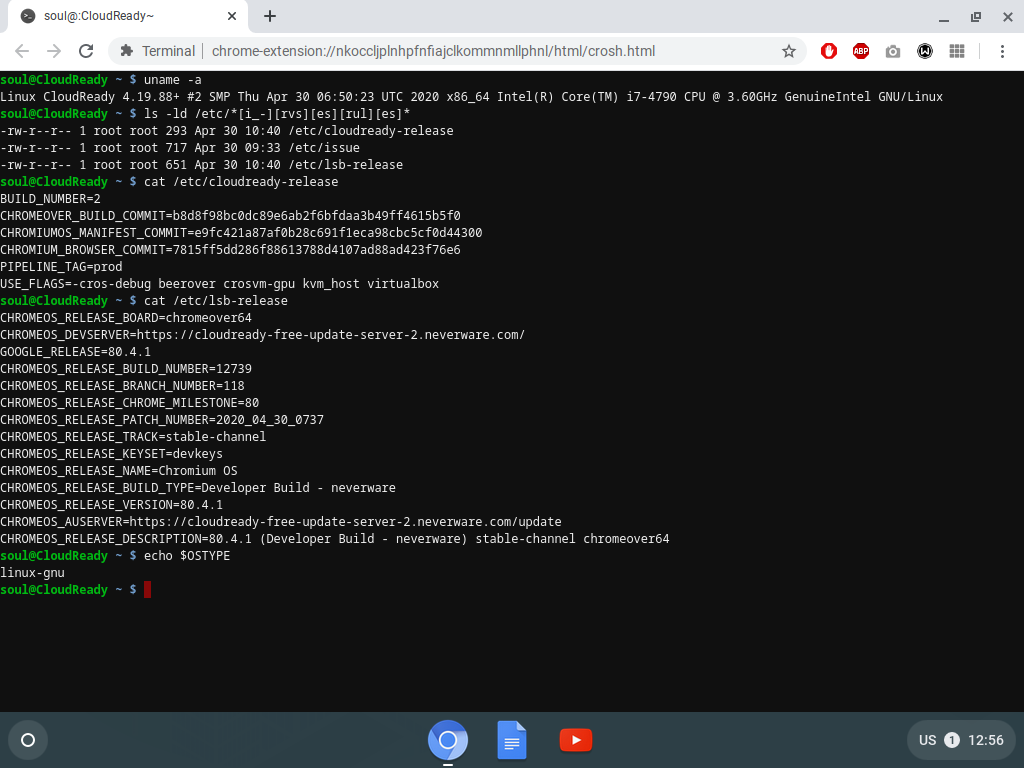 soul@:CloudReady~
Terminal | chrome-extension://nkoccljplnhpfnfiajclkommnmllphnl/html/crosh.html
ABP
soul@CloudReady ~ $ uname -a
Linux CloudReady 4.19.88+ #2 SMP Thu Apr 30 06:50:23 UTC 2020 x86_64 Intel(R) Core(TM) i7-4790 CPU @ 3.60GHz GenuineIntel GNU/Linux
soul@CloudReady ~ $ ls -ld /etc/*[i_-][rvs][es][rul][es]*
-rw-r--r-- 1 root root 293 Apr 30 10:40 /etc/cloudready-release
-rw-r--r-- 1 root root 717 Apr 30 09:33 /etc/issue
-rw-r--r-- 1 root root 651 Apr 30 10:40 /etc/lsb-release
soul@CloudReady ~ $ cat /etc/cloudready-release
BUILD_NUMBER=2
CHROMEOVER_BUILD_COMMIT=b8d8f98bc0dc89e6ab2f6bfdaa3b49ff4615b5f0
CHROMIUMOS_MANIFEST_COMMIT=e9fc421a87af0b28c691f1eca98cbc5cf0d44300
CHROMIUM_BROWSER_COMMIT=7815ff5dd286f88613788d4107ad88ad423f76e6
PIPELINE_TAG=prod
USE_FLAGS=-cros-debug beerover crosvm-gpu kvm_host virtualbox
soul@CloudReady ~ $ cat /etc/lsb-release
CHROMEOS_RELEASE_BOARD=chromeover64
CHROMEOS_DEVSERVER=https://cloudready-free-update-server-2.neverware.com/
GOOGLE_RELEASE=80.4.1
CHROMEOS_RELEASE_BUILD_NUMBER=12739
CHROMEOS_RELEASE_BRANCH_NUMBER=118
CHROMEOS_RELEASE_CHROME_MILESTONE=80
CHROMEOS_RELEASE_PATCH_NUMBER=2020_04_30_0737
CHROMEOS_RELEASE_TRACK=stable-channel
CHROMEOS_RELEASE_KEYSET=devkeys
CHROMEOS_RELEASE_NAME=Chromium OS
CHROMEOS_RELEASE_BUILD_TYPE=Developer Build - neverware
CHROMEOS_RELEASE_VERSION=80.4.1
CHROMEOS_AUSERVER=https://cloudready-free-update-server-2.neverware.com/update
CHROMEOS_RELEASE_DESCRIPTION=80.4.1 (Developer Build - neverware) stable-channel chromeover64
soul@CloudReady ~ $ echo $OSTYPE
linux-gnu
soul@CloudReady ~ $
US 1 12:56